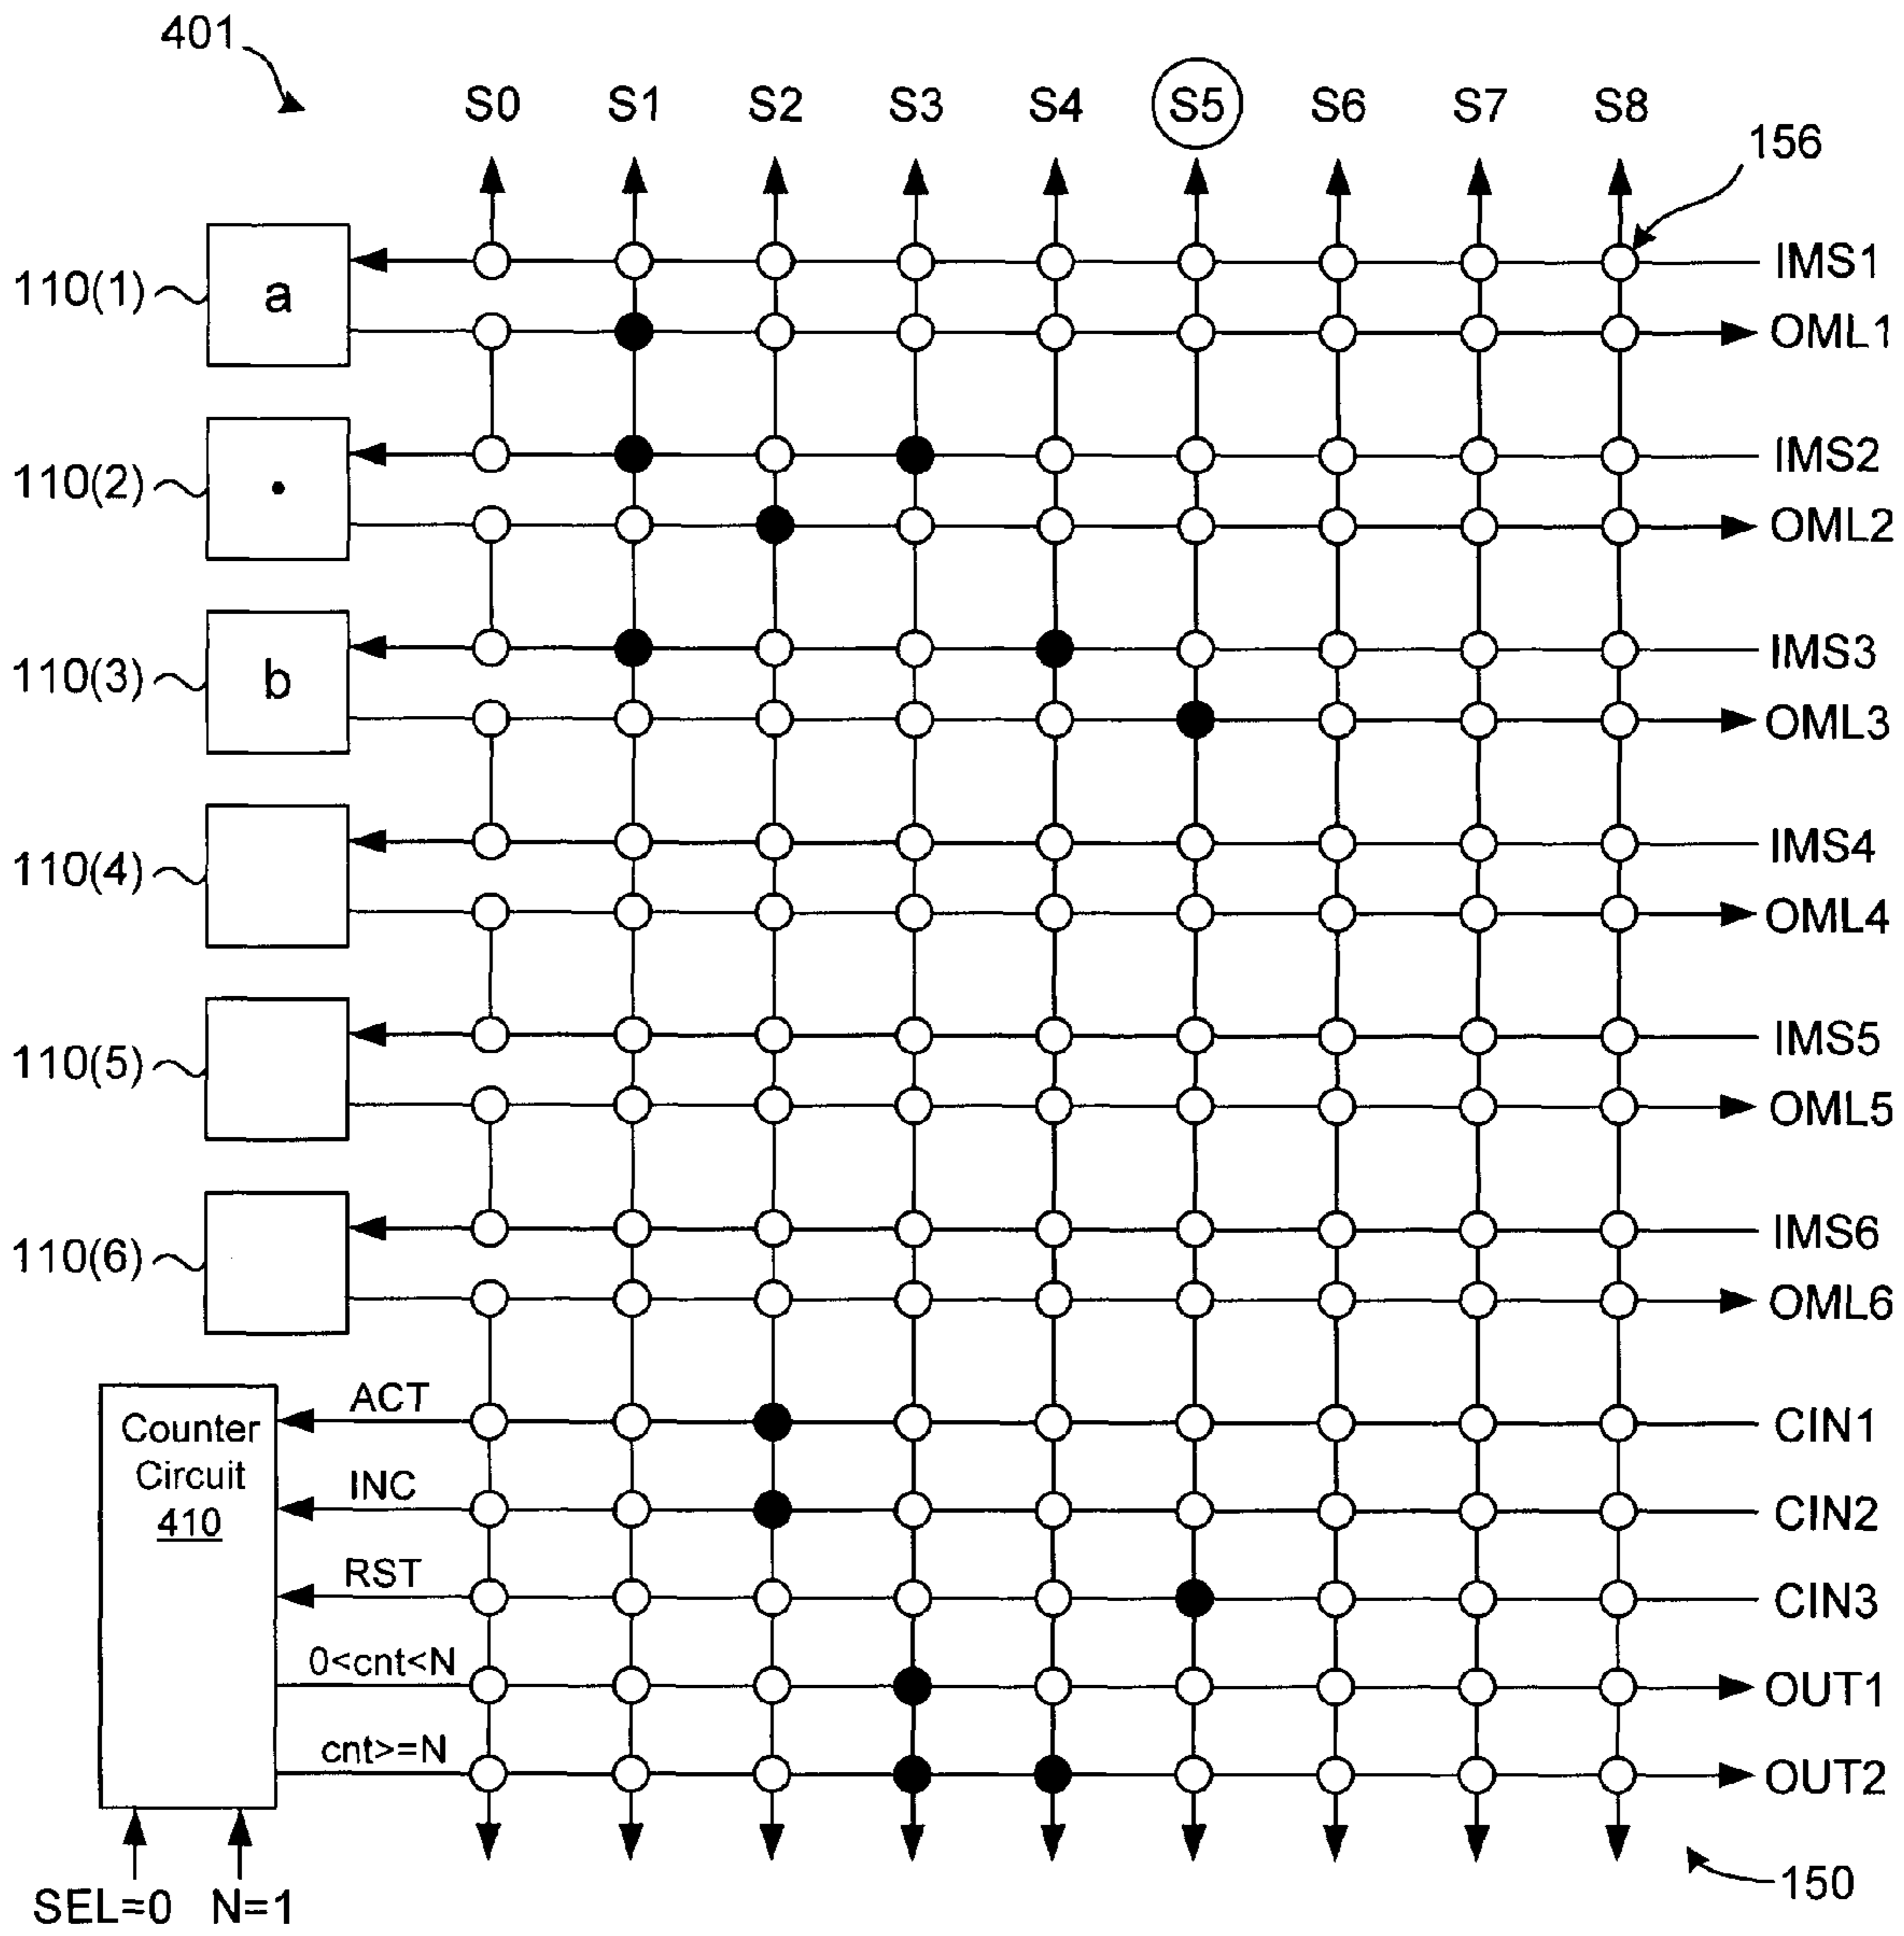 401
S0 S1 S2 S3 S4 S5 S6 S7 S8
156
110(1) a IMS1
OML1
110(2) • IMS2
OML2
110(3) b IMS3
OML3
110(4) IMS4
OML4
110(5) IMS5
OML5
110(6) IMS6
OML6
Counter
Circuit
410
ACT CIN1
INC CIN2
RST CIN3
0<cnt<N OUT1
cnt>=N OUT2
SEL=0 N=1
150